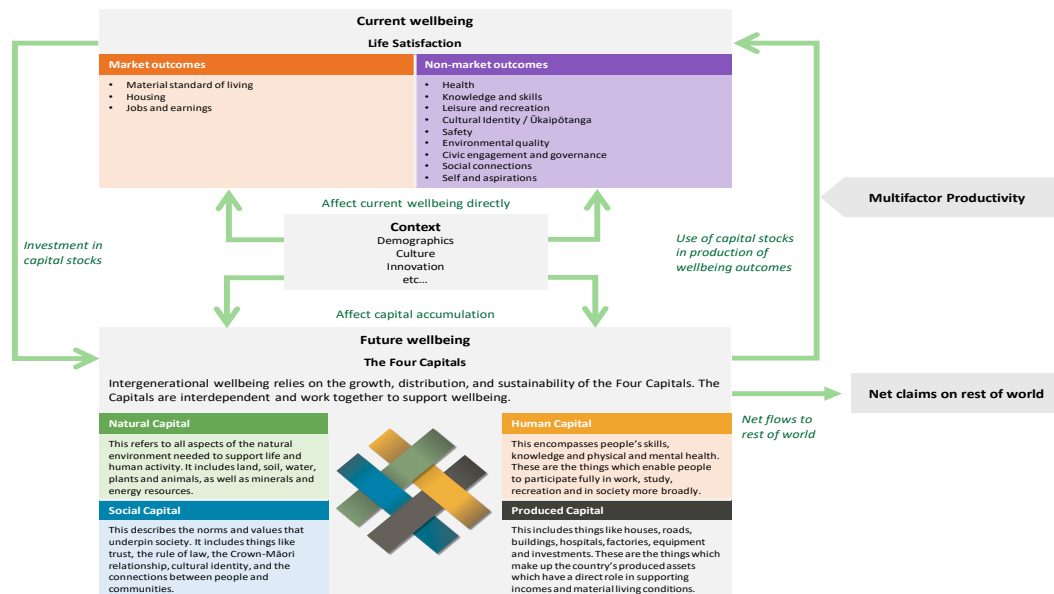 Current wellbeing
Life Satisfaction
Market outcomes
• Material standard of living
• Housing
• Jobs and earnings
Non-market outcomes
• Health
• Knowledge and skills
• Leisure and recreation
• Cultural Identity / Ūkaipōtanga
• Safety
• Environmental quality
• Civic engagement and governance
• Social connections
• Self and aspirations
Multifactor Productivity
Affect current wellbeing directly
Context
Demographics
Culture
Innovation
etc...
Investment in
capital stocks
Use of capital stocks
in production of
wellbeing outcomes
Affect capital accumulation
Future wellbeing
The Four Capitals
Intergenerational wellbeing relies on the growth, distribution, and sustainability of the Four Capitals. The
Capitals are interdependent and work together to support wellbeing.
Net claims on rest of world
Net flows to
rest of world
Natural Capital
This refers to all aspects of the natural
environment needed to support life and
human activity. It includes land, soil, water,
plants and animals, as well as minerals and
energy resources.
Human Capital
This encompasses people's skills,
knowledge and physical and mental health.
These are the things which enable people
to participate fully in work, study,
recreation and in society more broadly.
Social Capital
This describes the norms and values that
underpin society. It includes things like
trust, the rule of law, the Crown-Māori
relationship, cultural identity, and the
connections between people and
communities.
Produced Capital
This includes things like houses, roads,
buildings, hospitals, factories, equipment
and investments. These are the things which
make up the country's produced assets
which have a direct role in supporting
incomes and material living conditions.